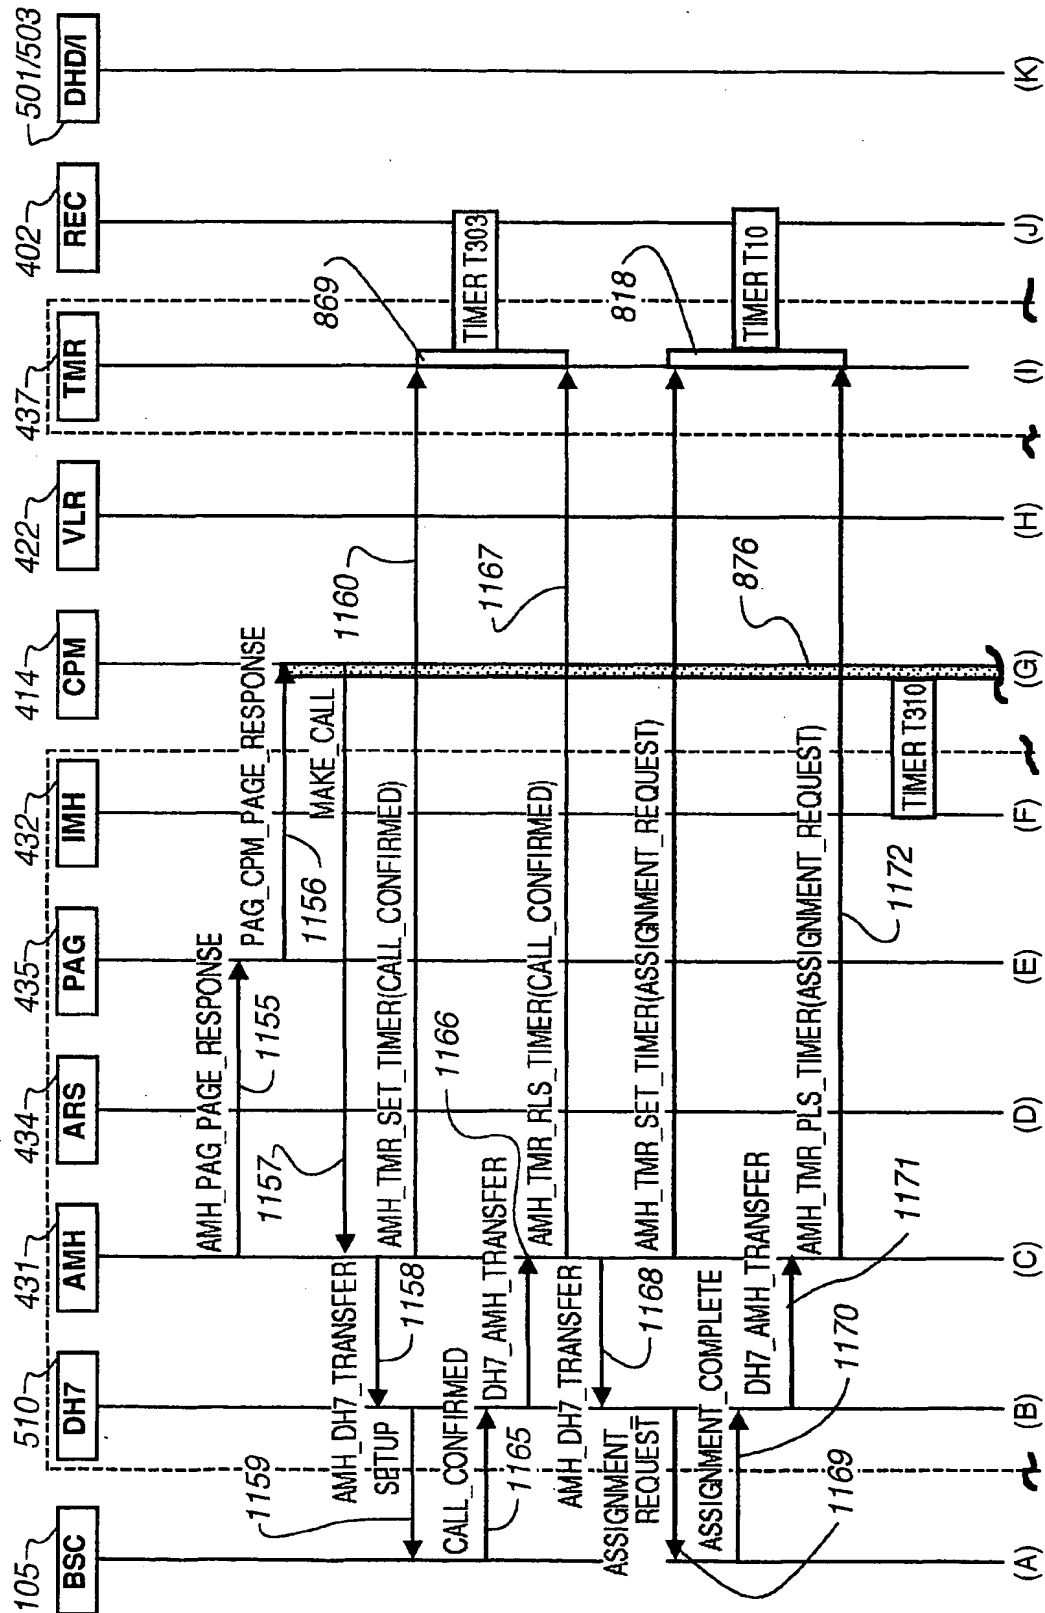 105
BSC
510
DH7
431
AMH
434
ARS
435
PAG
432
IMH
414
CPM
422
VLR
437
TMR
402
REC
501/503
DHD/I
AMH_PAG_PAGE_RESPONSE
1155
PAG_CPM_PAGE_RESPONSE
1156
MAKE_CALL
1157
AMH_DH7_TRANSFER
1158
SETUP
1159
AMH_TMR_SET_TIMER(CALL_CONFIRMED)
1160
869
TIMER T303
CALL_CONFIRMED
1165
DH7_AMH_TRANSFER
1166
AMH_TMR_RLS_TIMER(CALL_CONFIRMED)
1167
AMH_DH7_TRANSFER
1168
ASSIGNMENT_
REQUEST
1169
AMH_TMR_SET_TIMER(ASSIGNMENT_REQUEST)
818
TIMER T10
ASSIGNMENT_COMPLETE
1170
DH7_AMH_TRANSFER
1171
AMH_TMR_PLS_TIMER(ASSIGNMENT_REQUEST)
1172
876
TIMER T310
(A)
(B)
(C)
(D)
(E)
(F)
(G)
(H)
(I)
(J)
(K)